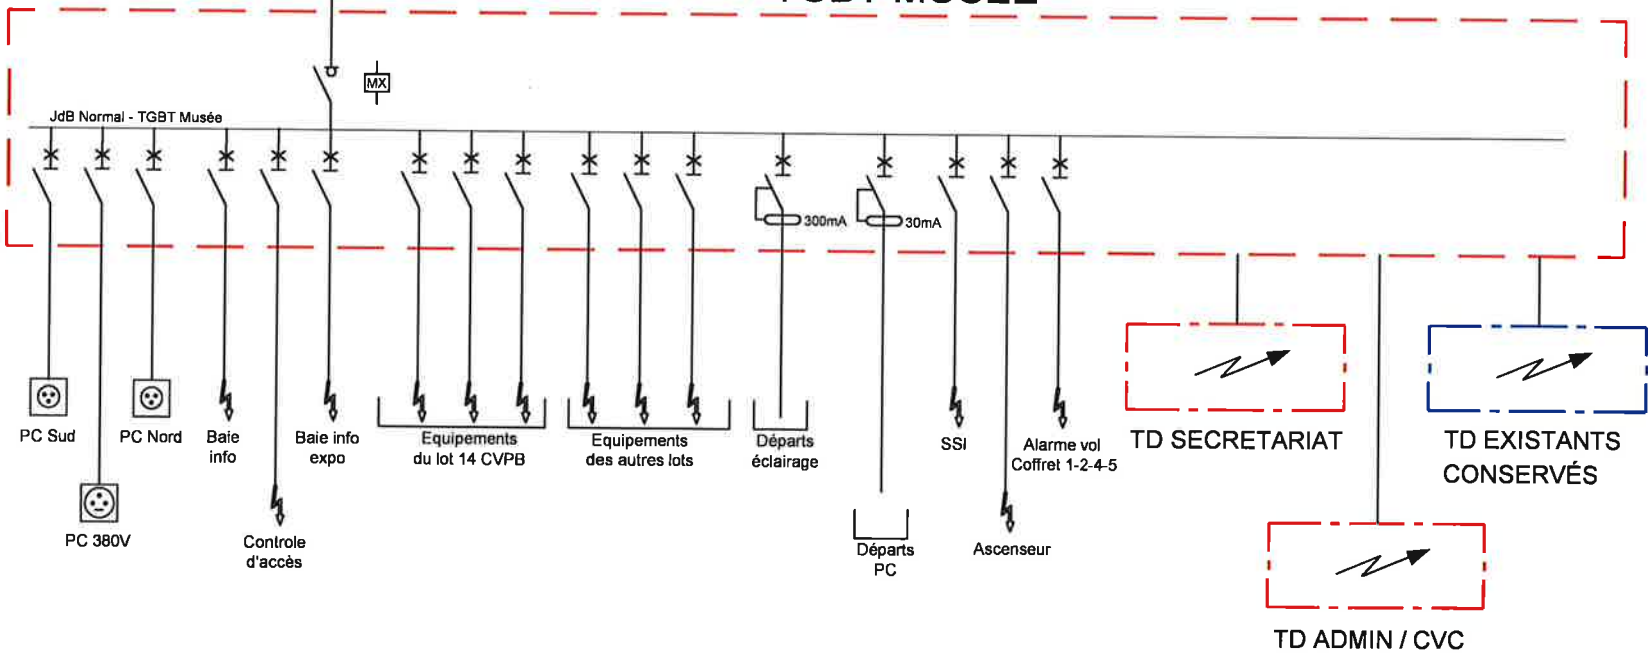 TGBT MUSEE
MX
JdB Normal - TGBT Musée
300mA
30mA
PC Sud
PC Nord
Baie
info
Baie info
expo
Equipements
du lot 14 CVPB
Equipements
des autres lots
Départs
éclairage
SSI
Alarme vol
Coffret 1-2-4-5
TD SECRETARIAT
TD EXISTANTS
CONSERVÉS
PC 380V
Controle
d'accès
Départs
PC
Ascenseur
TD ADMIN / CVC